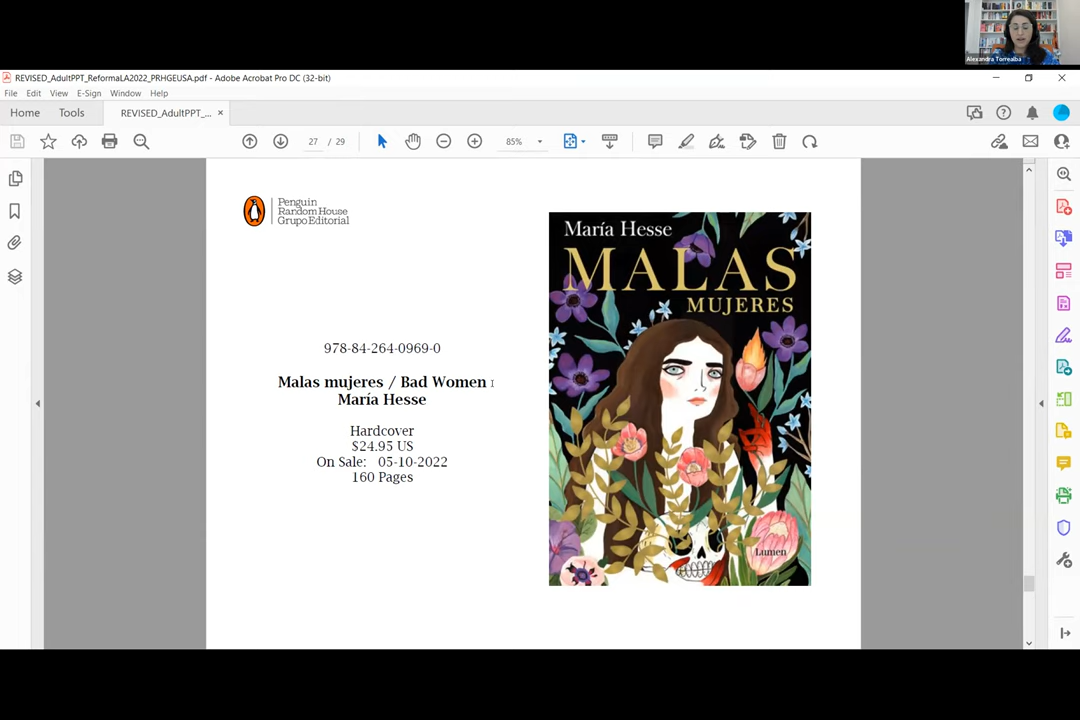 Alexandra Torrealba
REVISED_AdultPPT_ReformaLA2022_PRHGEUSA.pdf - Adobe Acrobat Pro DC (32-bit)
File Edit View E-Sign Window Help
Home Tools REVISED_AdultPPT_... ×
27 / 29 85%
Penguin
Random House
Grupo Editorial
978-84-264-0969-0
Malas mujeres / Bad Women
María Hesse
Hardcover
$24.95 US
On Sale: 05-10-2022
160 Pages
María Hesse
MALAS
MUJERES
Lumen